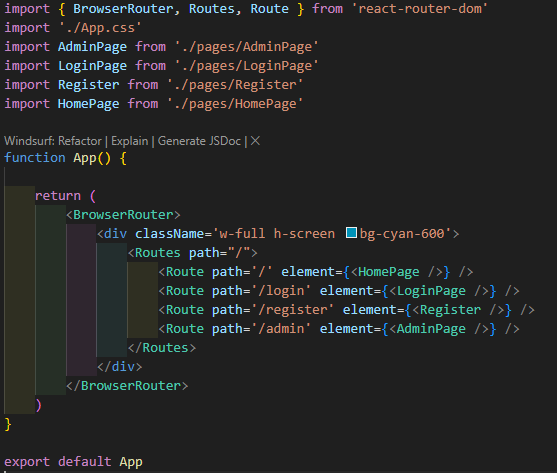 import { BrowserRouter, Routes, Route } from 'react-router-dom'
import './App.css'
import AdminPage from './pages/AdminPage'
import LoginPage from './pages/LoginPage'
import Register from './pages/Register'
import HomePage from './pages/HomePage'
Windsurf: Refactor | Explain | Generate JSDoc | ×
function App() {
return (
<BrowserRouter>
<div className='w-full h-screen bg-cyan-600'>
<Routes path="/">
<Route path='/' element={<HomePage />} />
<Route path='/login' element={<LoginPage />} />
<Route path='/register' element={<Register />} />
<Route path='/admin' element={<AdminPage />} />
</Routes>
</div>
</BrowserRouter>
)
}
export default App